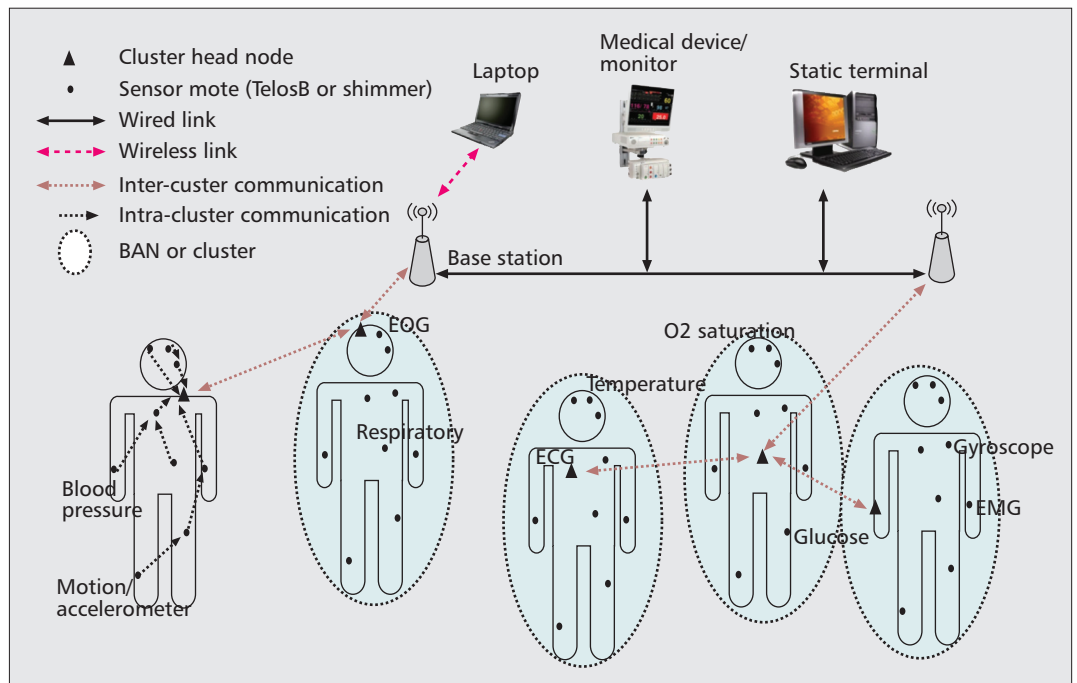 Cluster head node
Sensor mote (TelosB or shimmer)
Wired link
Wireless link
Inter-custer communication
Intra-cluster communication
BAN or cluster
Laptop
Medical device/
monitor
Static terminal
Base station
EOG
O2 saturation
Temperature
Respiratory
ECG
Gyroscope
Blood
pressure
EMG
Glucose
Motion/
accelerometer